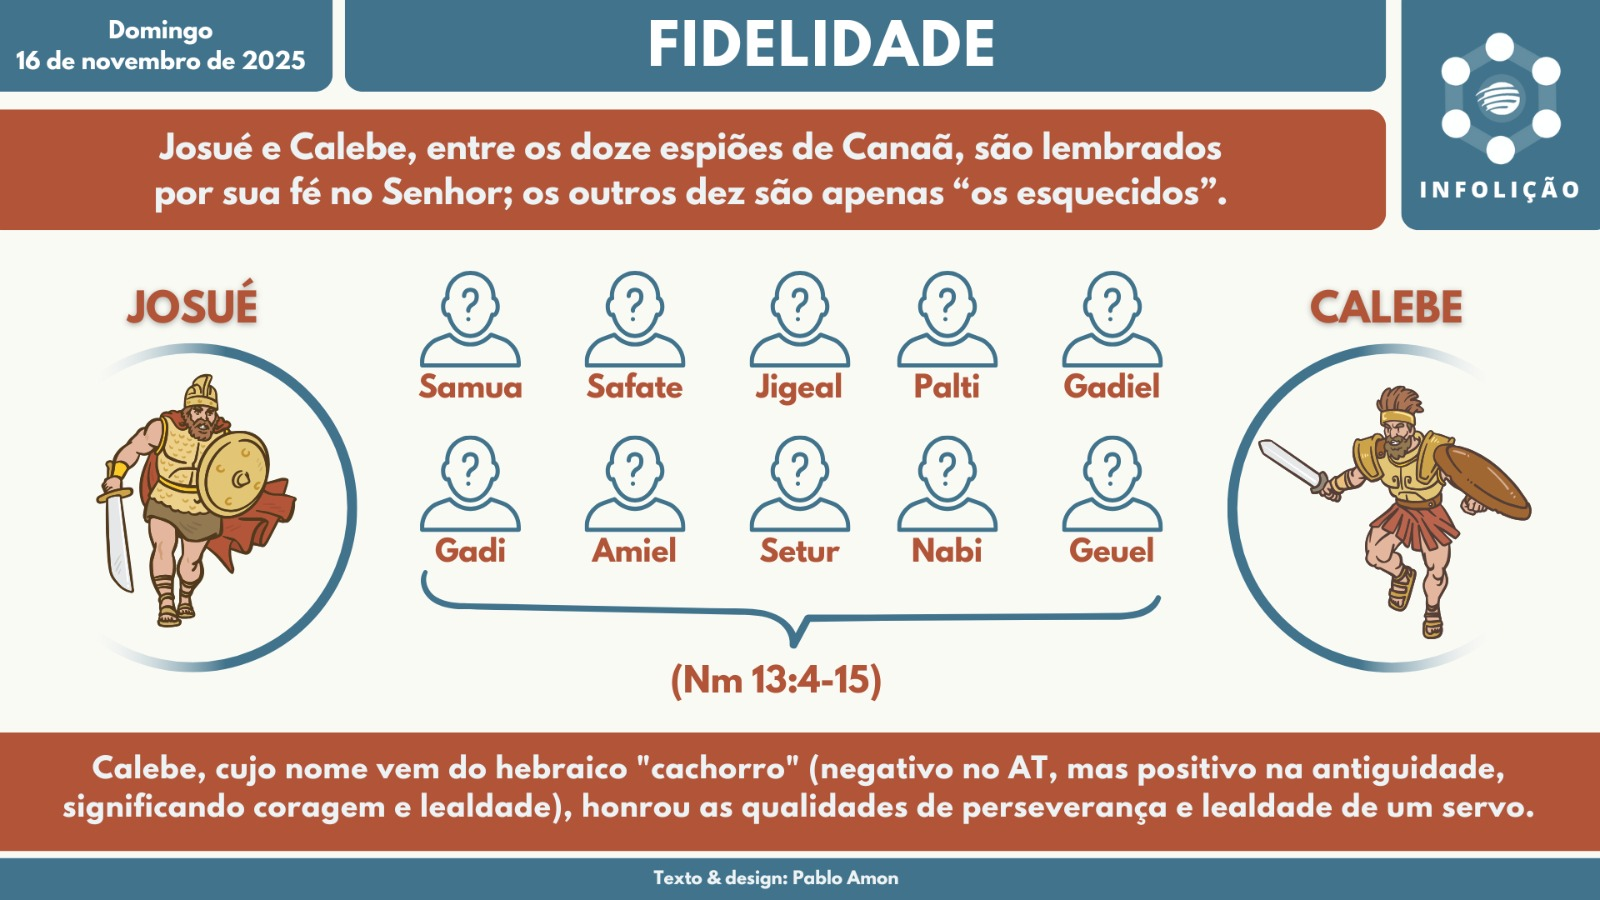 Domingo
16 de novembro de 2025
FIDELIDADE
INFOLIÇÃO
Josué e Calebe, entre os doze espiões de Canaã, são lembrados
por sua fé no Senhor; os outros dez são apenas “os esquecidos”.
JOSUÉ
CALEBE
? ? ? ? ?
Samua Safate Jigeal Palti Gadiel
? ? ? ? ?
Gadi Amiel Setur Nabi Geuel
(Nm 13:4-15)
Calebe, cujo nome vem do hebraico "cachorro" (negativo no AT, mas positivo na antiguidade,
significando coragem e lealdade), honrou as qualidades de perseverança e lealdade de um servo.
Texto & design: Pablo Amon